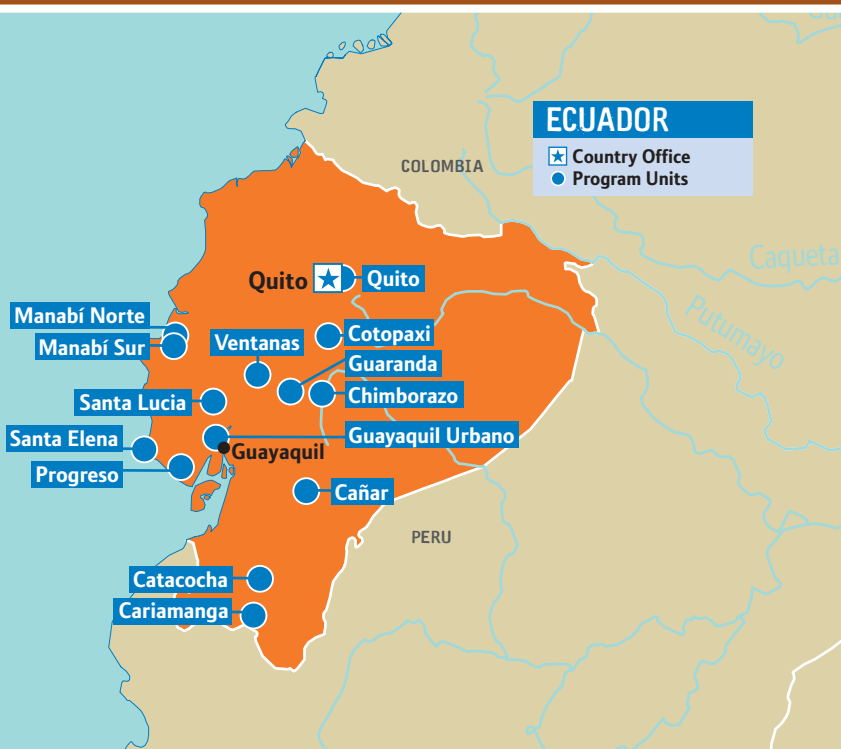 ECUADOR
Country Office
Program Units
COLOMBIA
Caqueta
Putumayo
Quito
Quito
Manabí Norte
Manabí Sur
Ventanas
Cotopaxi
Guaranda
Chimborazo
Santa Lucia
Santa Elena
Guayaquil Urbano
Guayaquil
Progreso
Cañar
PERU
Catacocha
Cariamanga